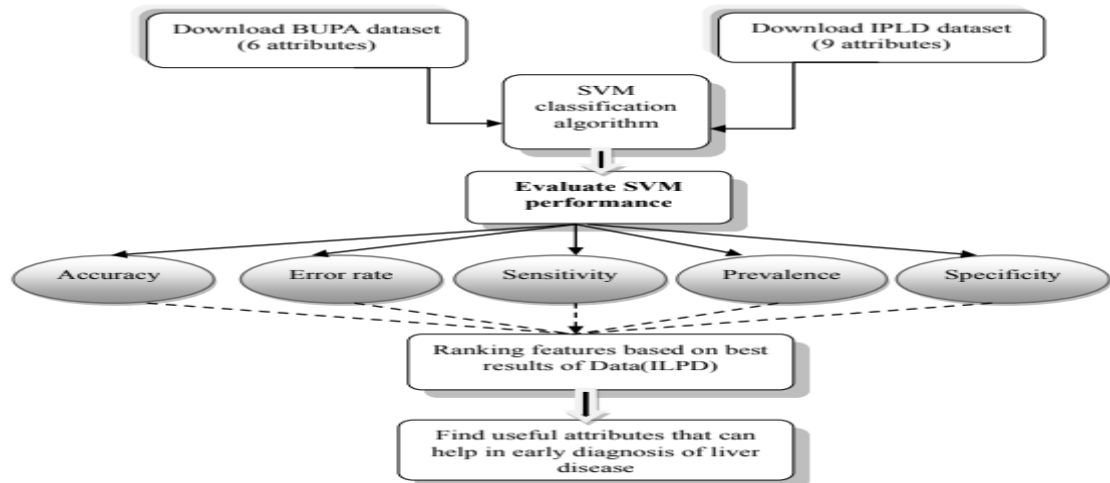 Download BUPA dataset
(6 attributes)
Download IPLD dataset
(9 attributes)
SVM
classification
algorithm
Evaluate SVM
performance
Accuracy
Error rate
Sensitivity
Prevalence
Specificity
Ranking features based on best
results of Data(ILPD)
Find useful attributes that can
help in early diagnosis of liver
disease